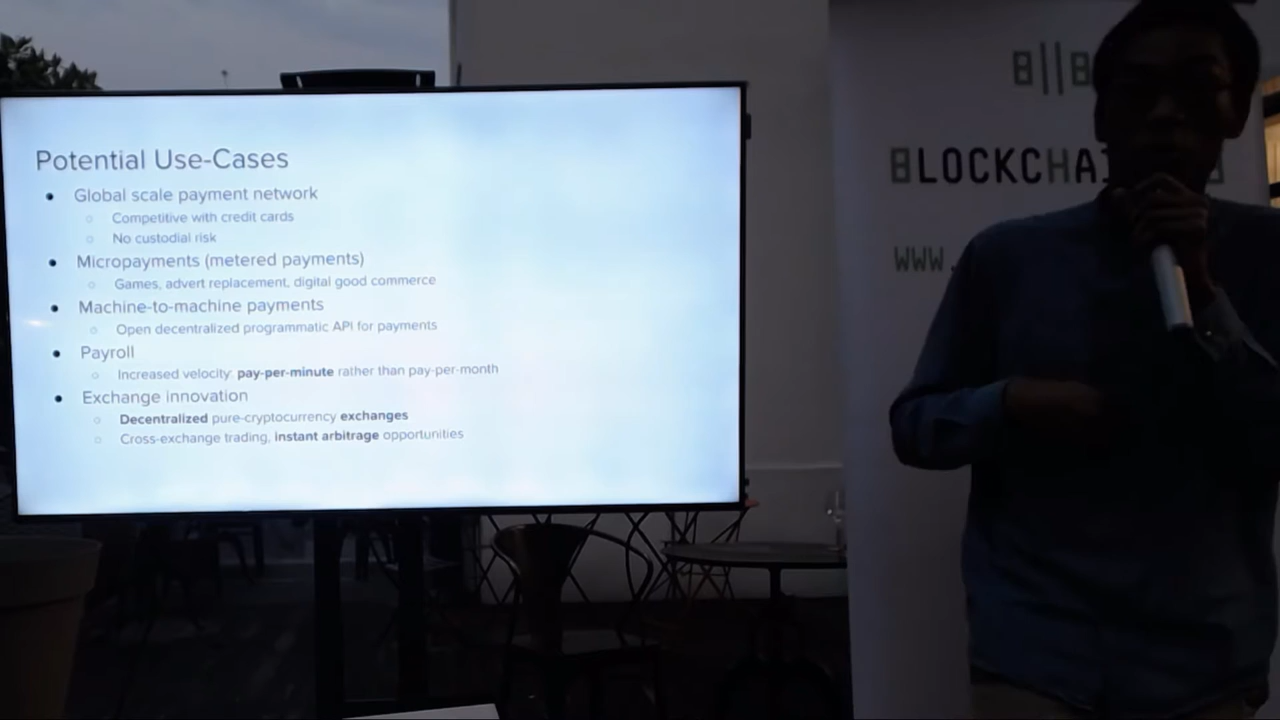 Potential Use-Cases
Global scale payment network
Competitive with credit cards
No custodial risk
Micropayments (metered payments)
Games, advert replacement, digital good commerce
Machine-to-machine payments
Open decentralized programmatic API for payments
Payroll
Increased velocity: pay-per-minute rather than pay-per-month
Exchange innovation
Decentralized pure-cryptocurrency exchanges
Cross-exchange trading, instant arbitrage opportunities
B||B
BLOCKCHAI
WWW.